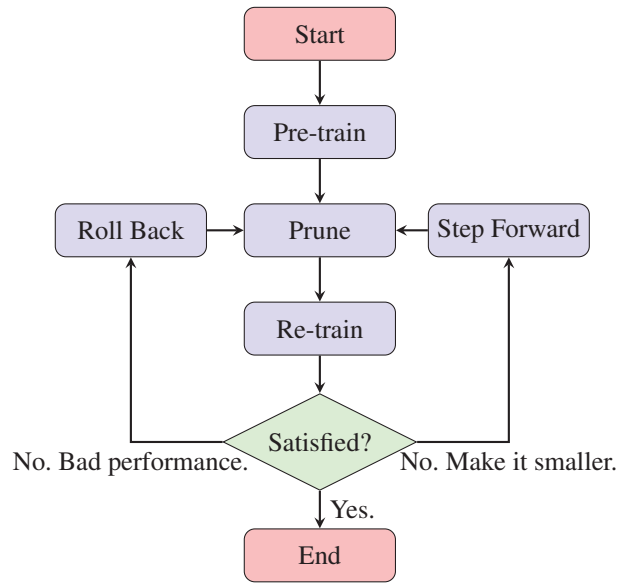 Start
Pre-train
Roll Back
Prune
Step Forward
Re-train
Satisfied?
No. Bad performance.
No. Make it smaller.
Yes.
End